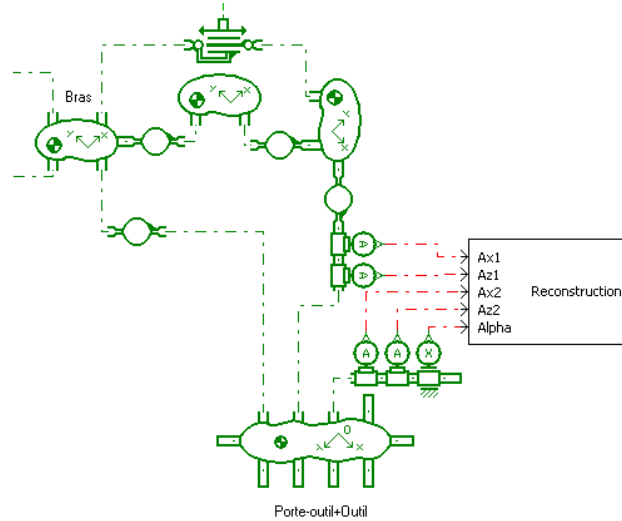 Bras
Y X
Y X
Y X
A
A
Ax1
Az1
Ax2
Az2
Alpha
Reconstruction
A A X
O
X X
Porte-outil+Outil